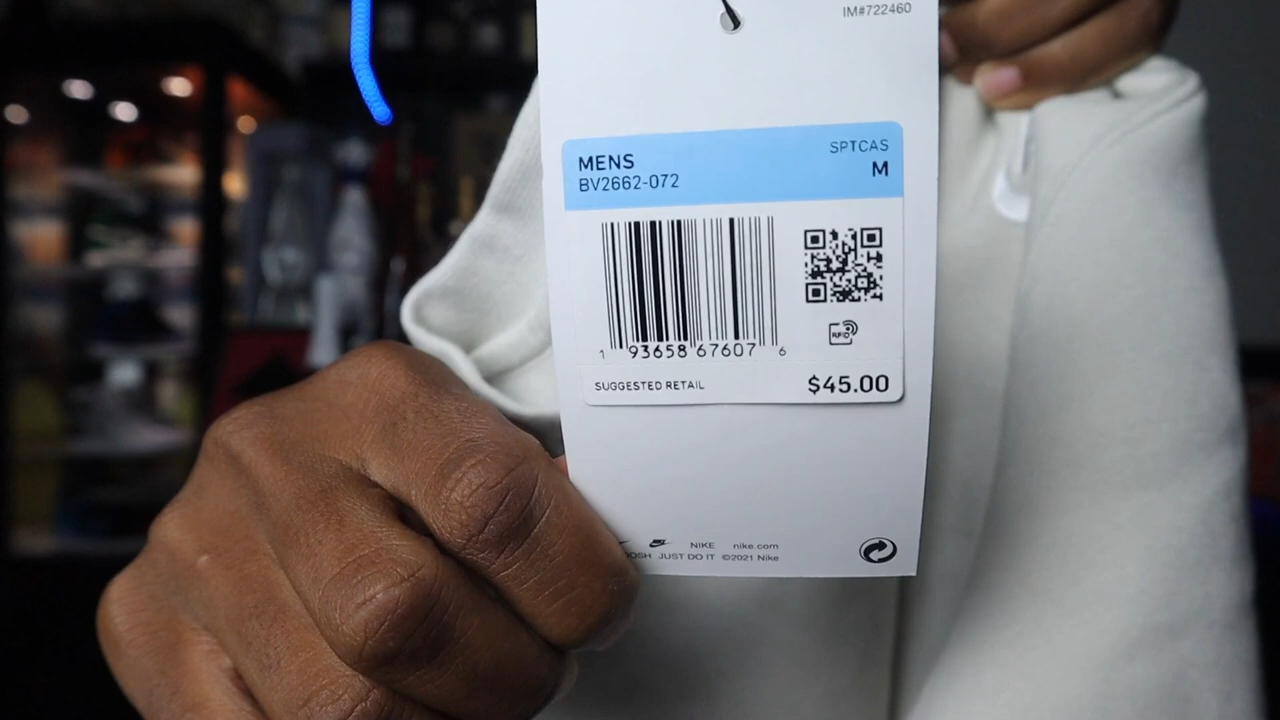 IM#722460
SPTCAS
MENS M
BV2662-072
RFID
1 93658 67607 6
SUGGESTED RETAIL $45.00
NIKE nike.com
JUST DO IT ©2021 Nike